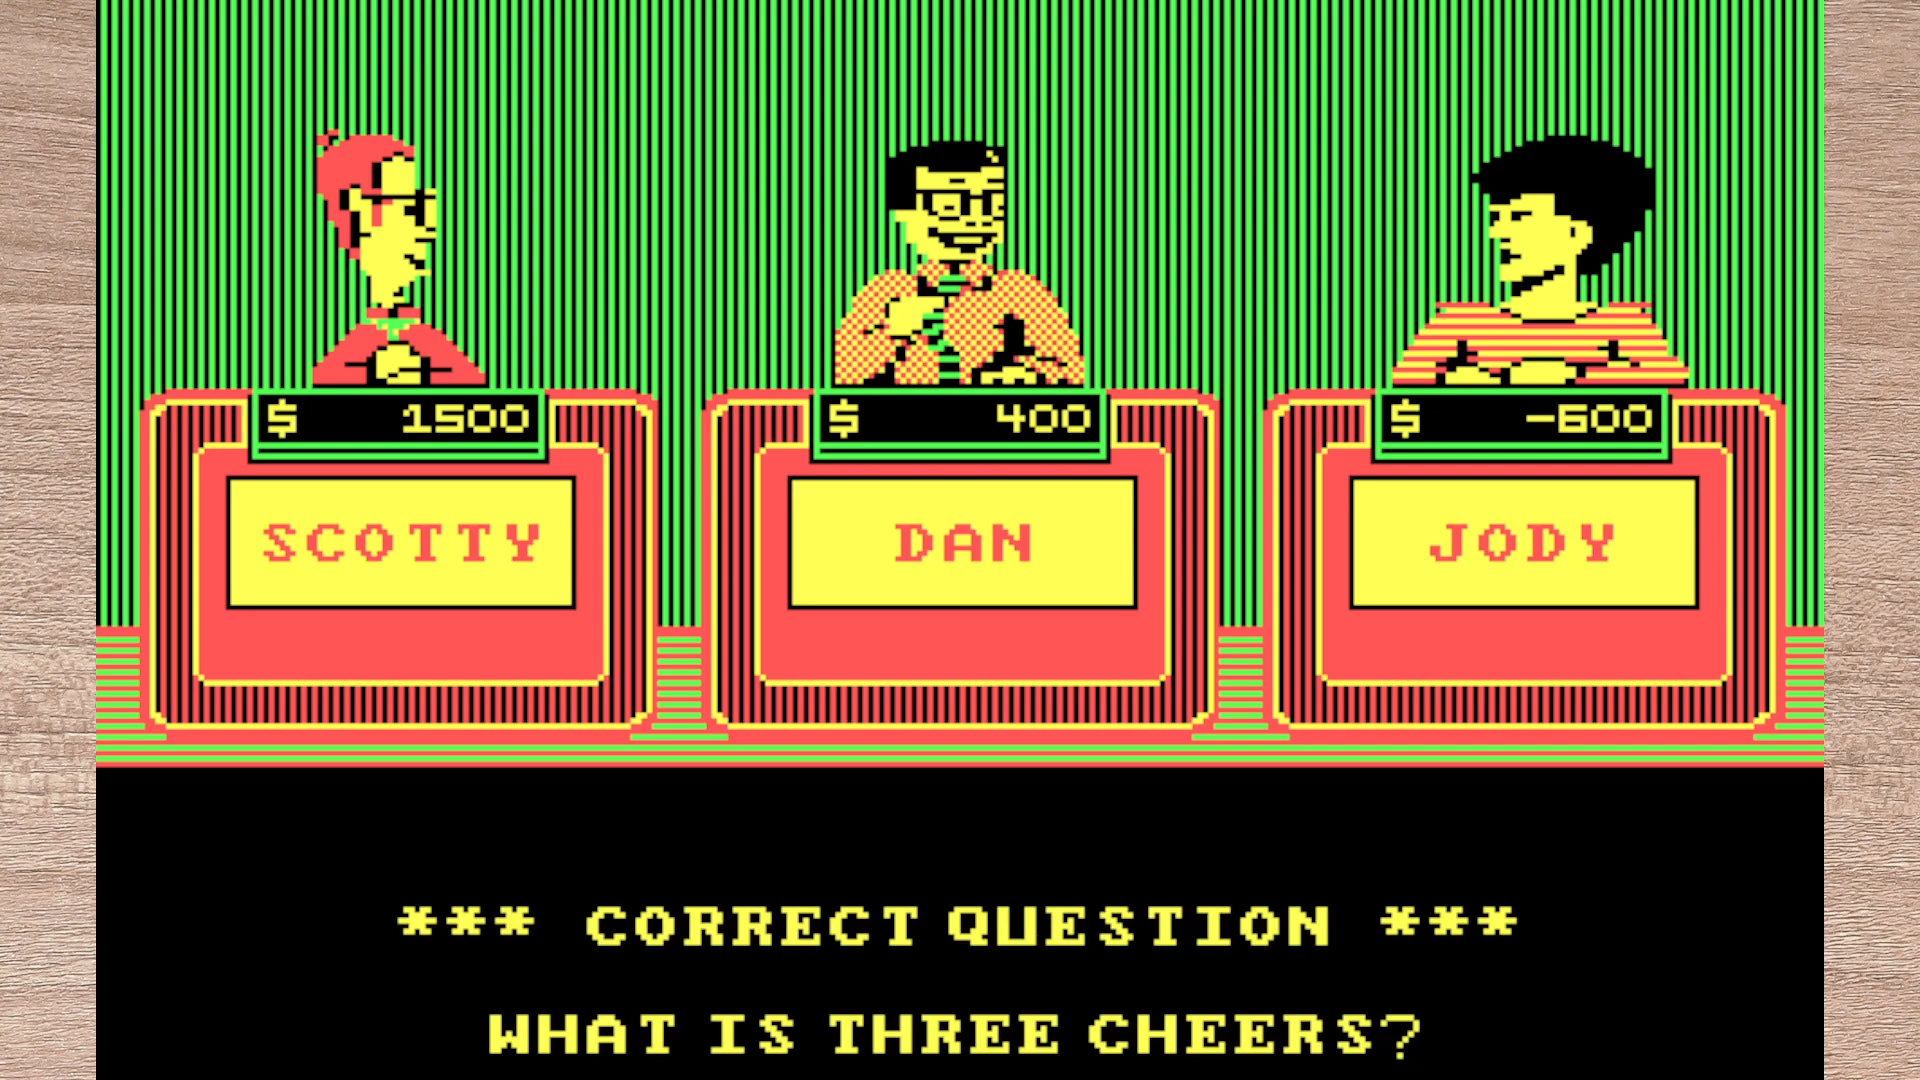 $ 1500
$ 400
$ -600
SCOTTY
DAN
JODY
*** CORRECT QUESTION ***
WHAT IS THREE CHEERS?